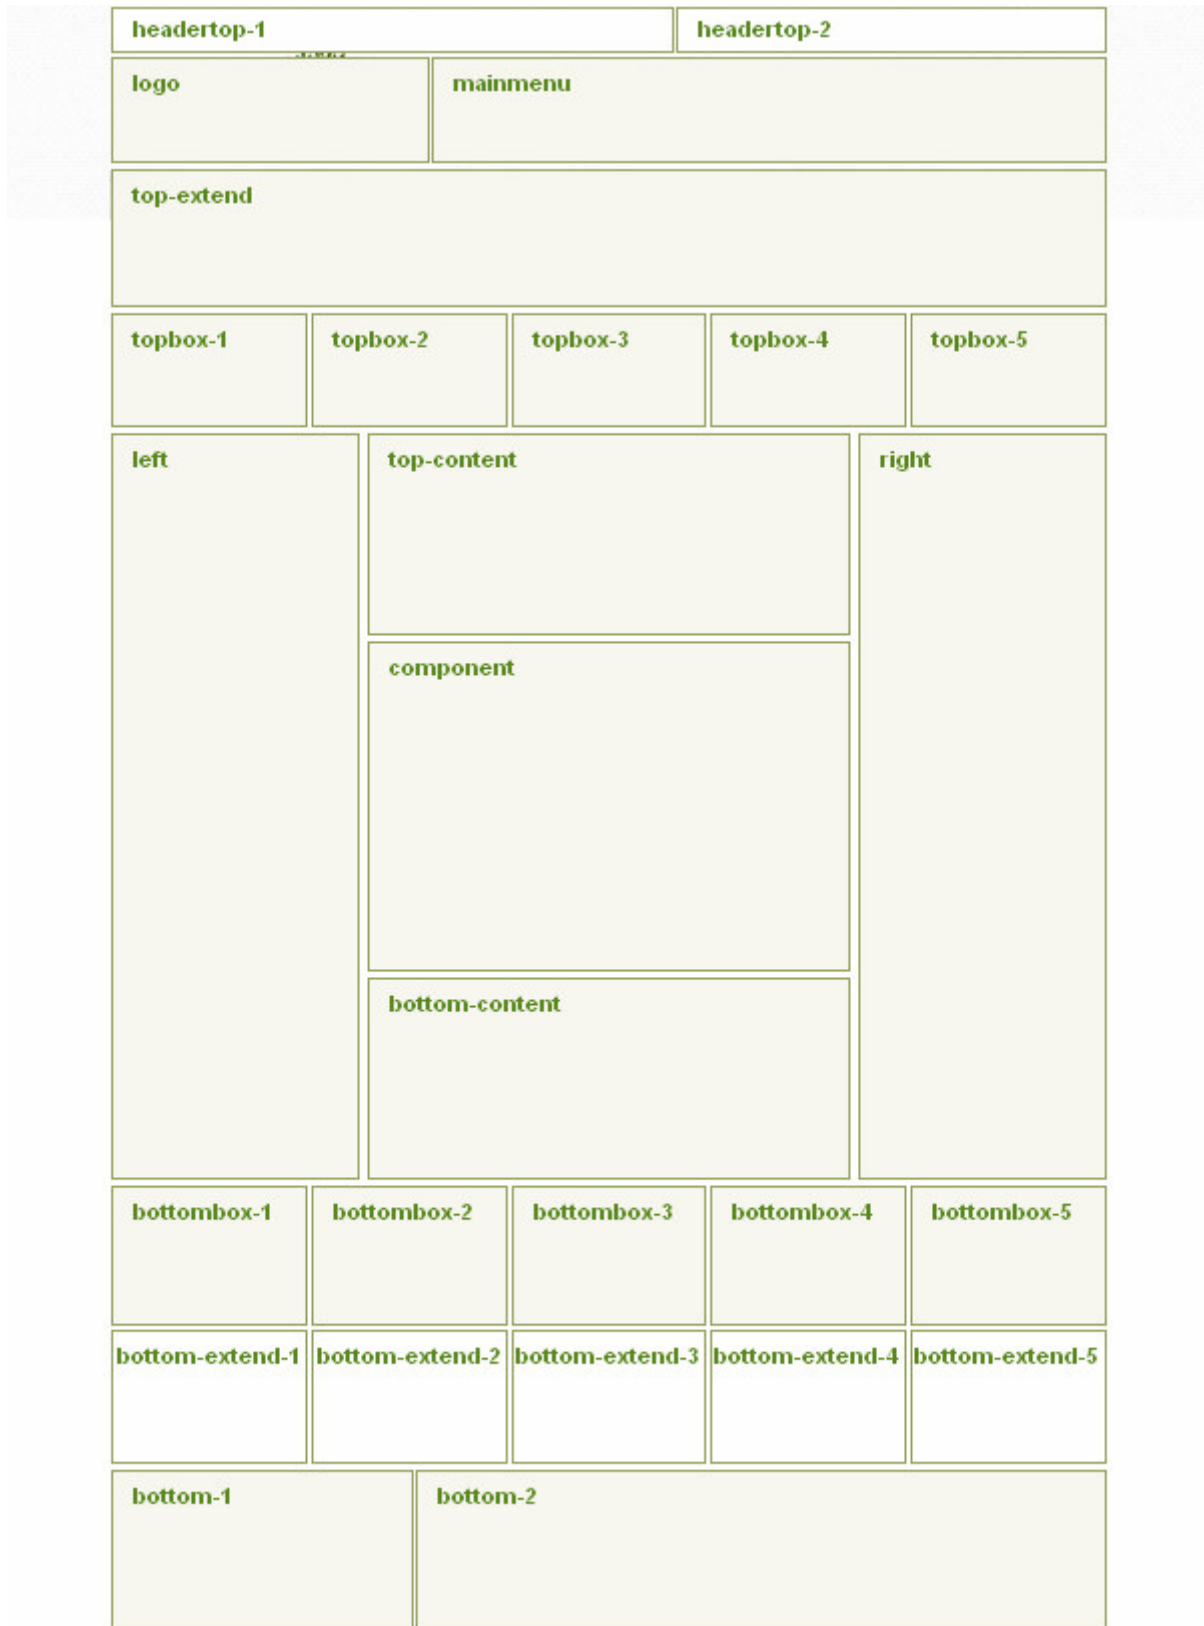 headertop-1 headertop-2
logo mainmenu
top-extend
topbox-1 topbox-2 topbox-3 topbox-4 topbox-5
left top-content right
component
bottom-content
bottombox-1 bottombox-2 bottombox-3 bottombox-4 bottombox-5
bottom-extend-1 bottom-extend-2 bottom-extend-3 bottom-extend-4 bottom-extend-5
bottom-1 bottom-2